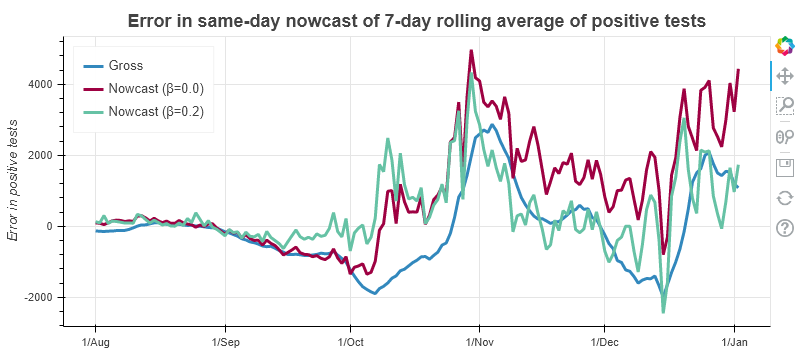 Error in same-day nowcast of 7-day rolling average of positive tests
Gross
Nowcast (β=0.0)
Nowcast (β=0.2)
Error in positive tests
4000
2000
0
-2000
1/Aug
1/Sep
1/Oct
1/Nov
1/Dec
1/Jan